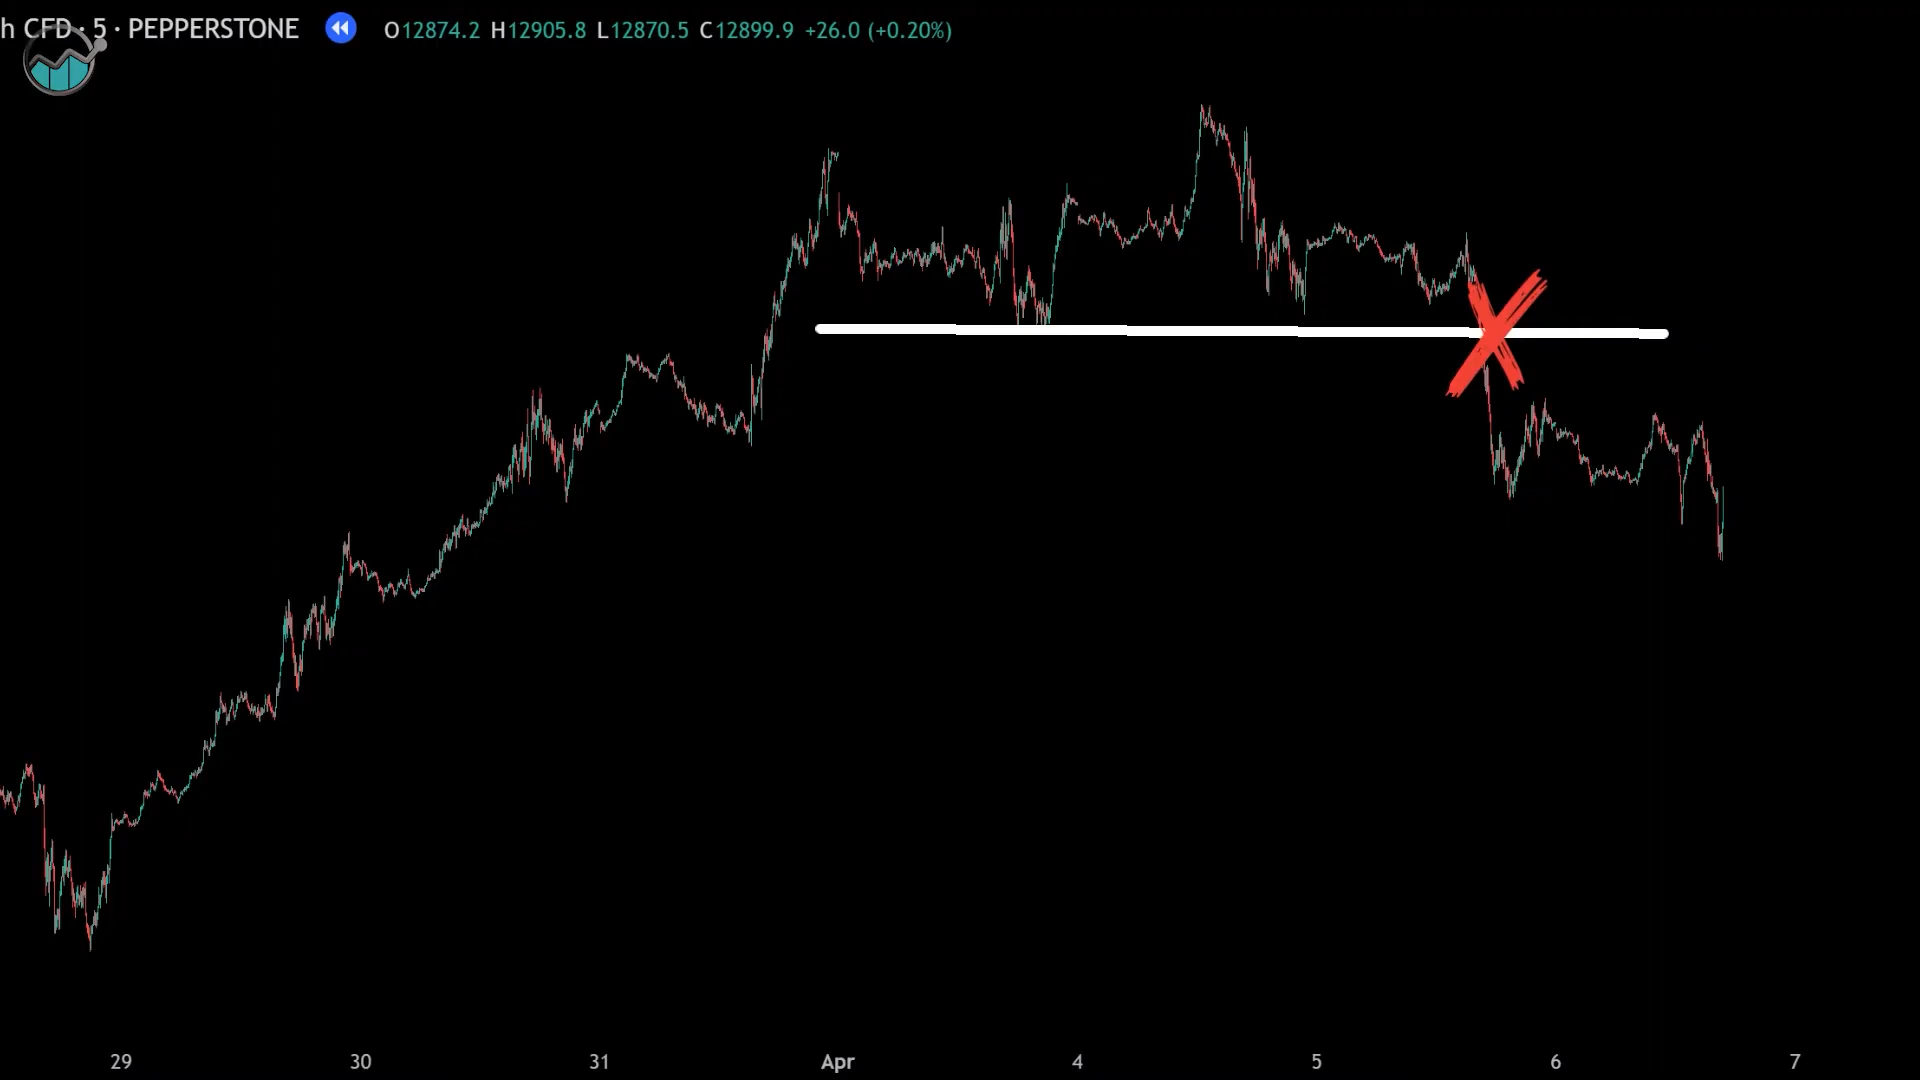 h CFD · 5 · PEPPERSTONE O12874.2 H12905.8 L12870.5 C12899.9 +26.0 (+0.20%)
29 30 31 Apr 4 5 6 7